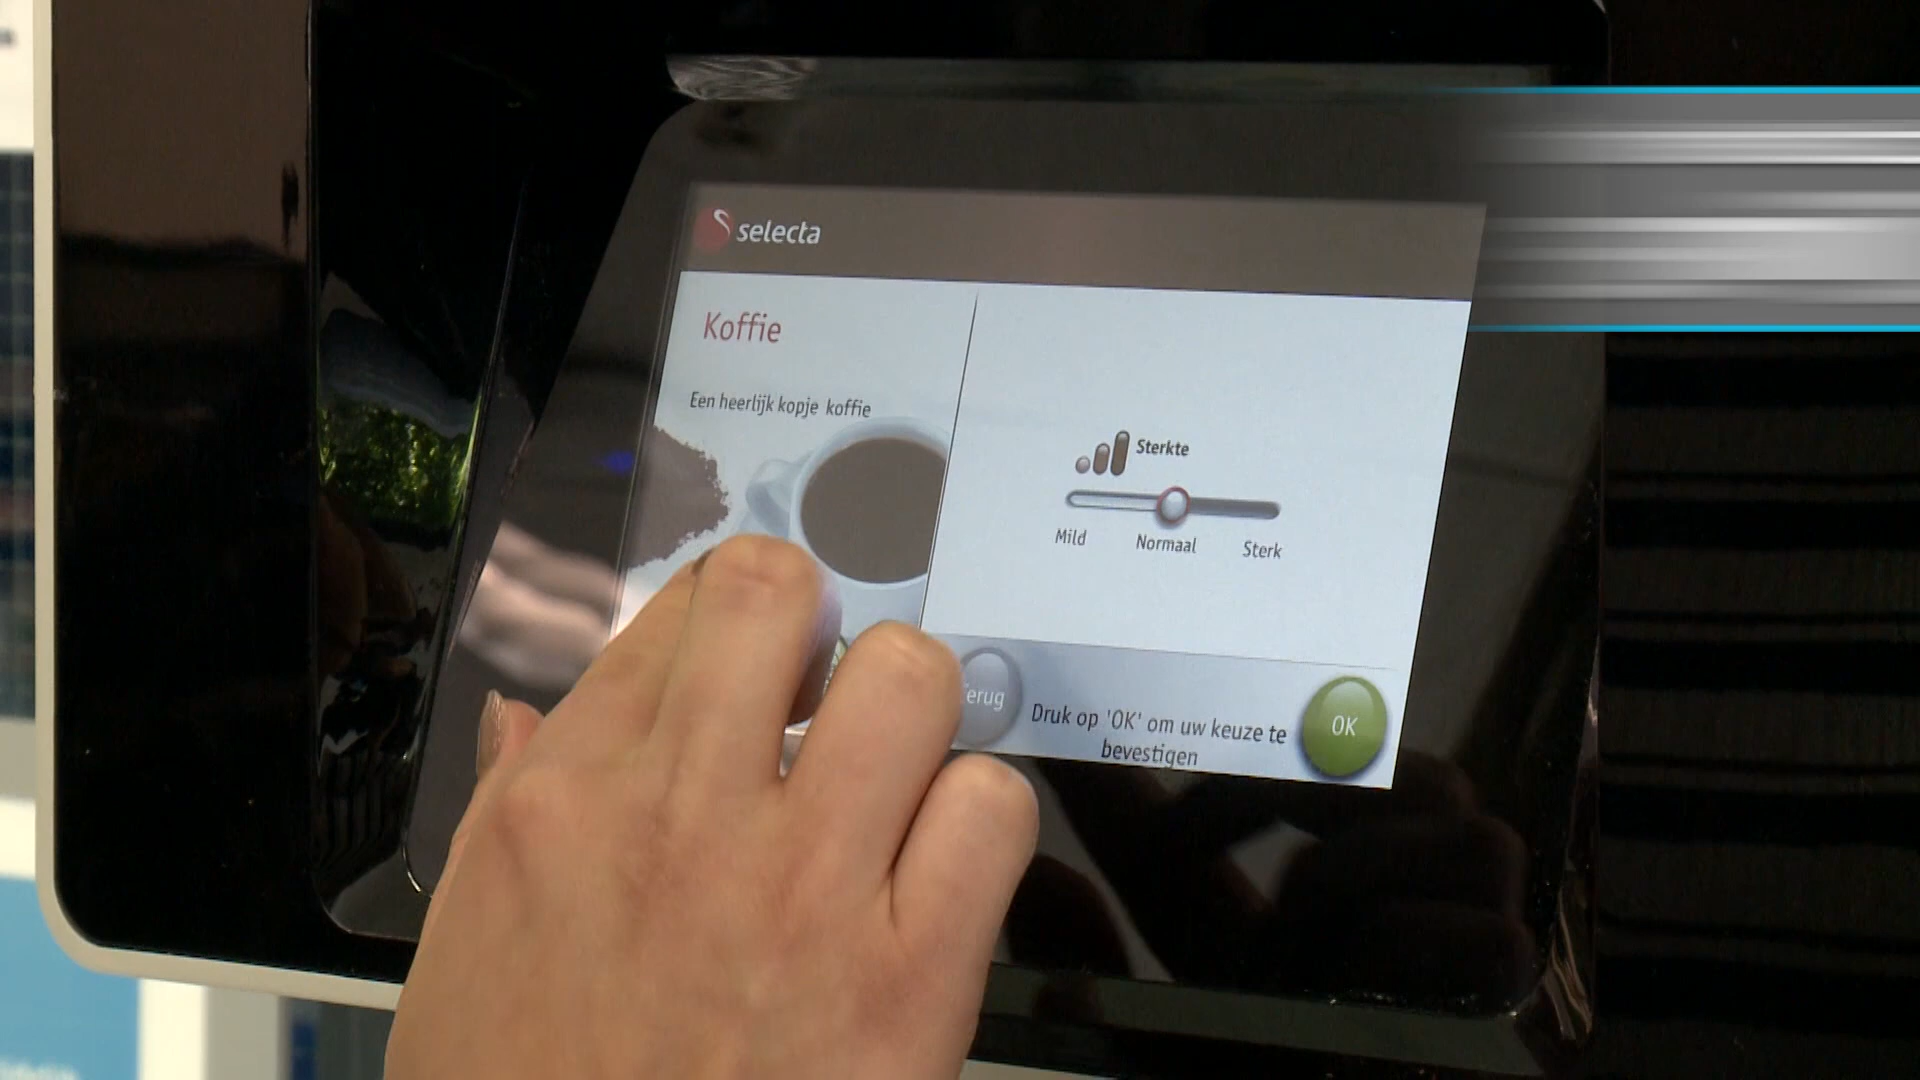 selecta
Koffie
Een heerlijk kopje koffie
Sterkte
Mild
Normaal
Sterk
Terug
Druk op 'OK' om uw keuze te
bevestigen
OK